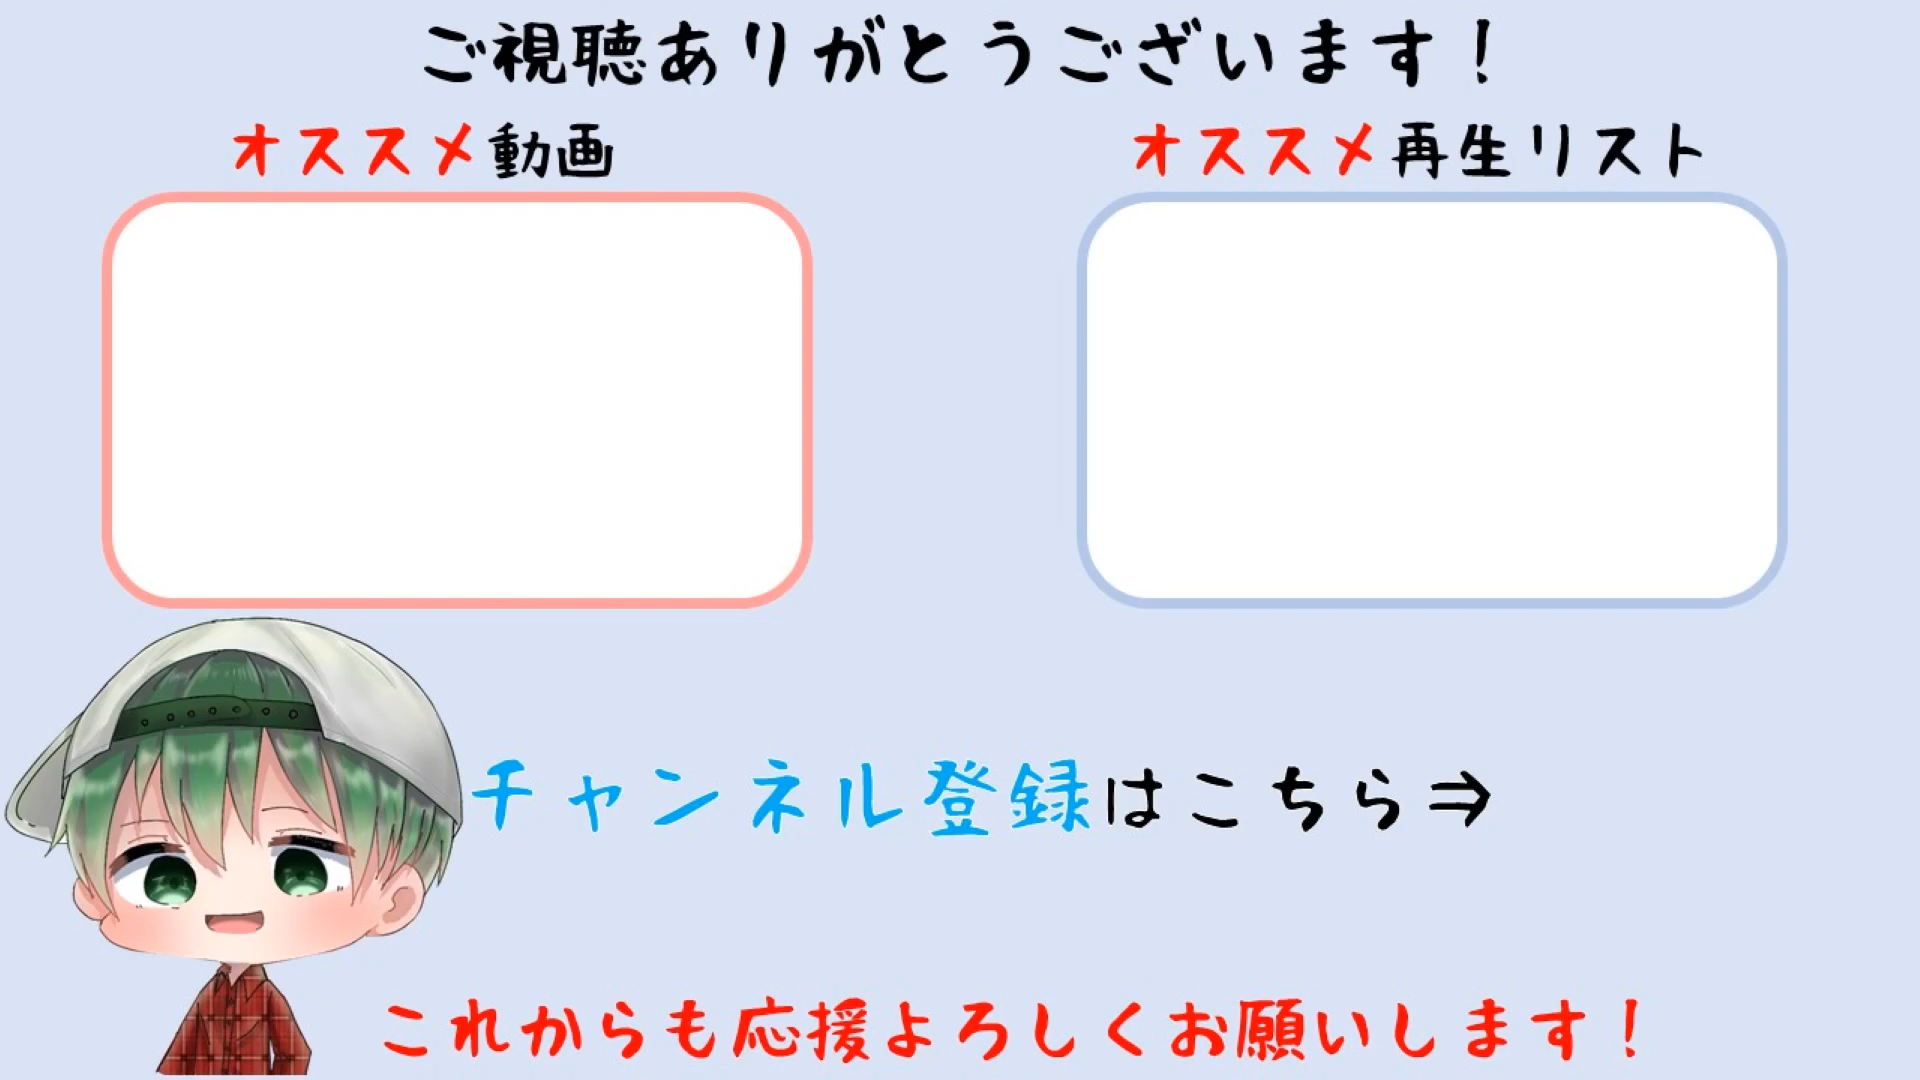 ご視聴ありがとうございます！
オススメ動画
オススメ再生リスト
チャンネル登録はこちら⇒
これからも応援よろしくお願いします！